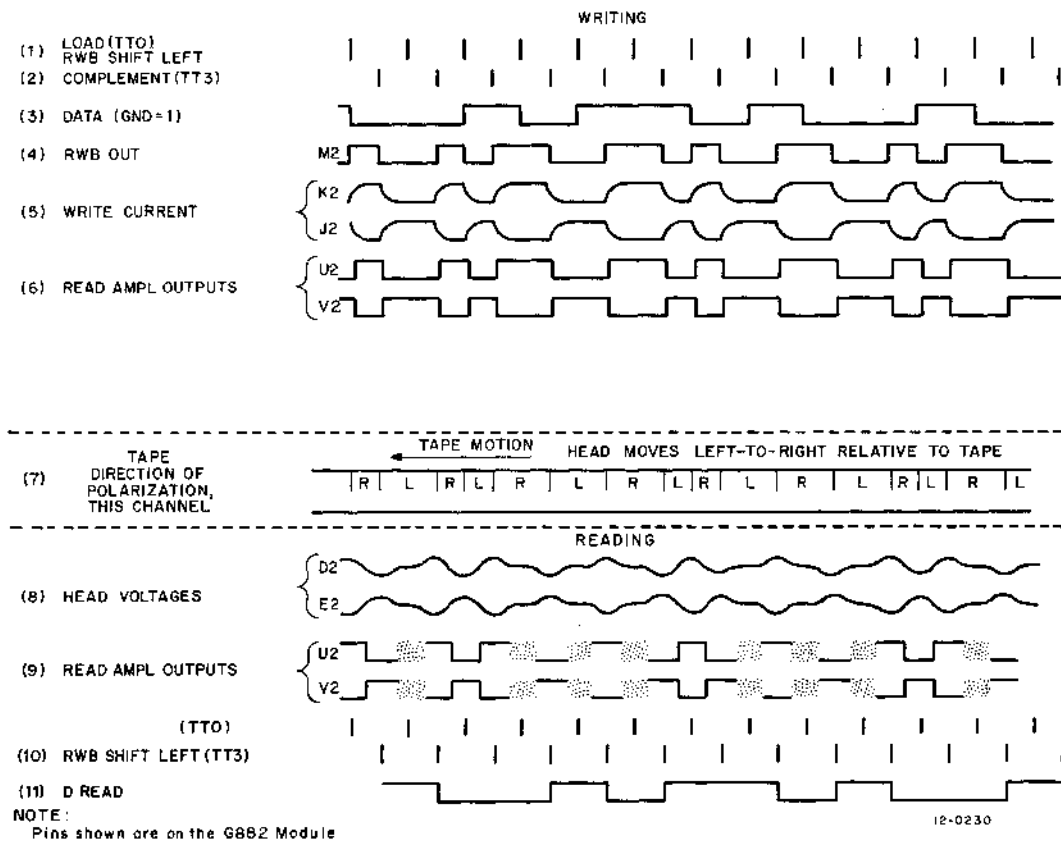 WRITING
(1) LOAD (TT0)
RWB SHIFT LEFT
(2) COMPLEMENT (TT3)
(3) DATA (GND=1)
(4) RWB OUT M2
K2
(5) WRITE CURRENT
J2
U2
(6) READ AMPL OUTPUTS
V2
TAPE MOTION HEAD MOVES LEFT-TO-RIGHT RELATIVE TO TAPE
(7) TAPE
DIRECTION OF
POLARIZATION,
THIS CHANNEL
R L R L R L R L R L R L R L R L
READING
D2
(8) HEAD VOLTAGES
E2
U2
(9) READ AMPL OUTPUTS
V2
(TT0)
(10) RWB SHIFT LEFT (TT3)
(11) D READ
NOTE:
Pins shown are on the G882 Module
12-0230